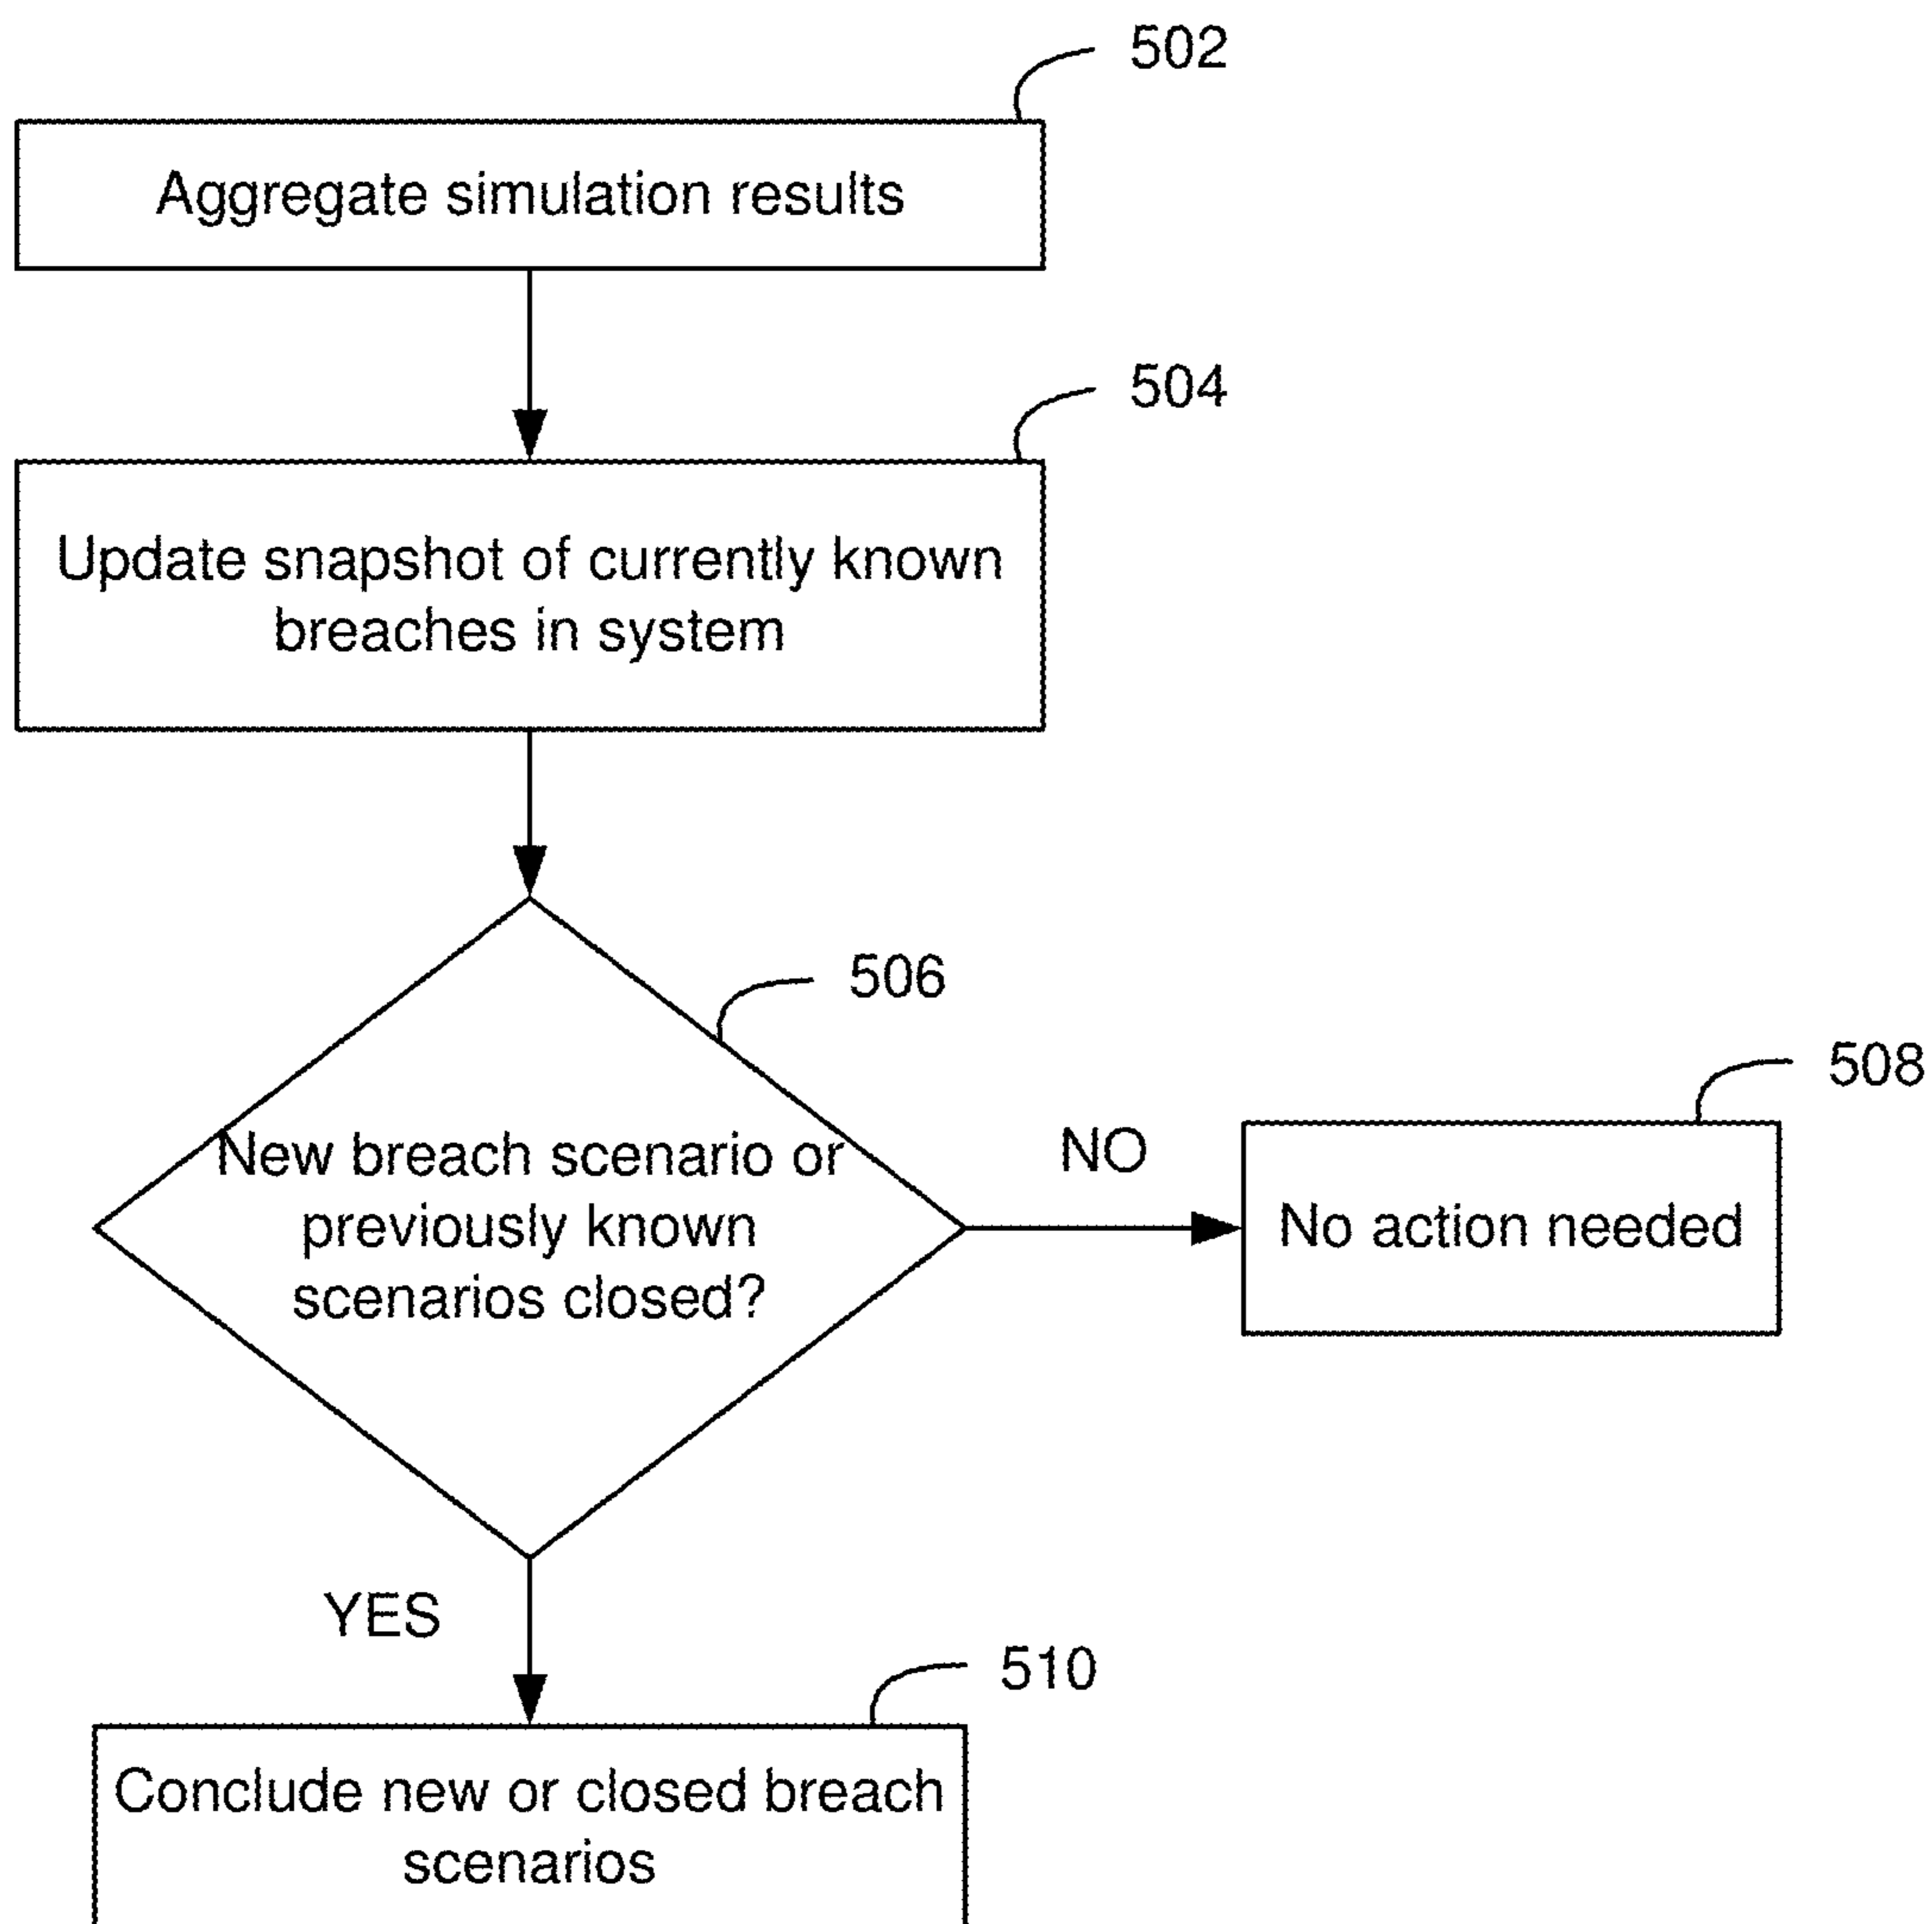 502
Aggregate simulation results
504
Update snapshot of currently known
breaches in system
506
New breach scenario or
previously known
scenarios closed?
NO
508
No action needed
YES
510
Conclude new or closed breach
scenarios